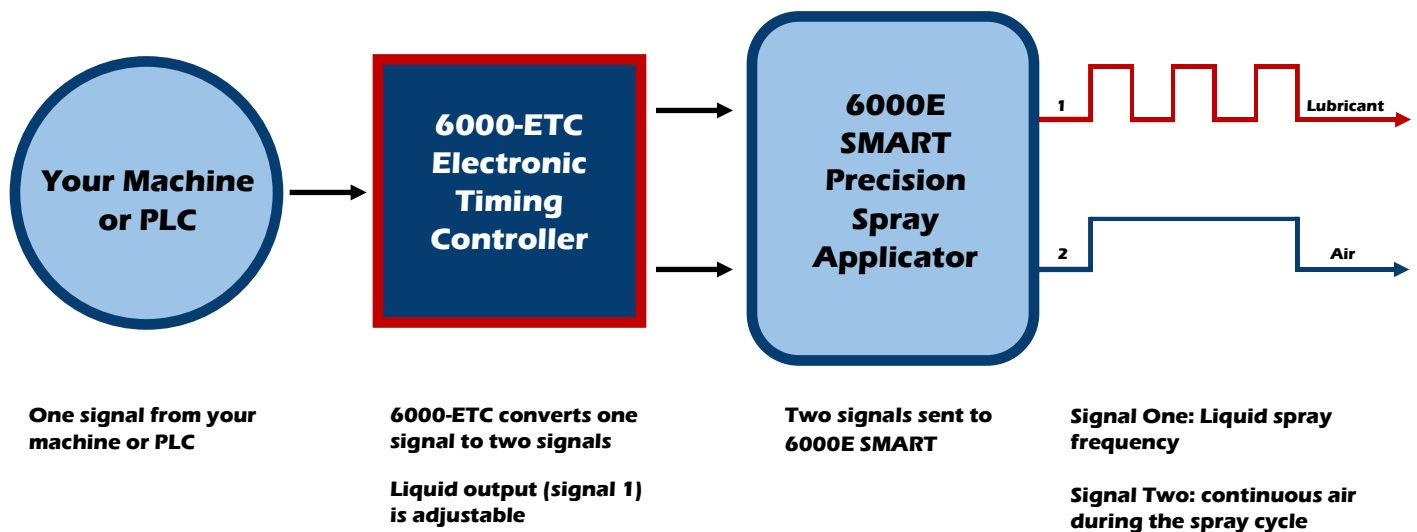 Your Machine
or PLC
6000-ETC
Electronic
Timing
Controller
6000E
SMART
Precision
Spray
Applicator
1
Lubricant
2
Air
One signal from your
machine or PLC
6000-ETC converts one
signal to two signals
Liquid output (signal 1)
is adjustable
Two signals sent to
6000E SMART
Signal One: Liquid spray
frequency
Signal Two: continuous air
during the spray cycle